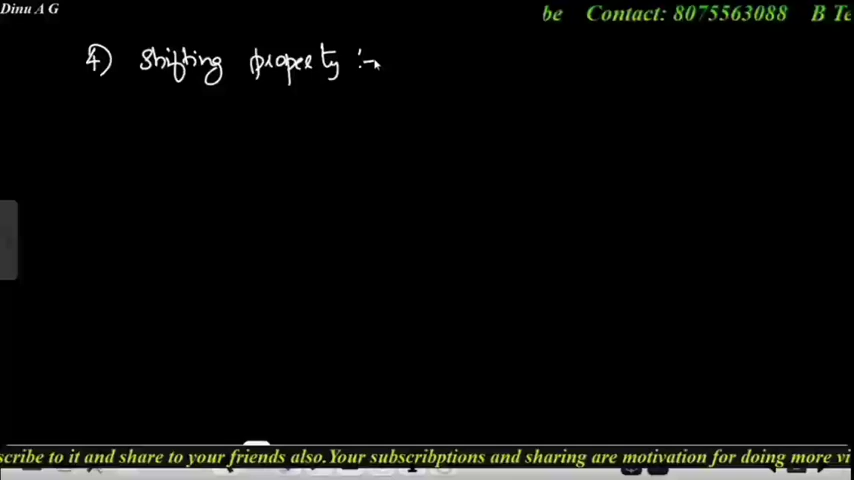 Dinu A G
be Contact: 8075563088 B Te
4) Shifting property :-
scribe to it and share to your friends also.Your subscribptions and sharing are motivation for doing more vi